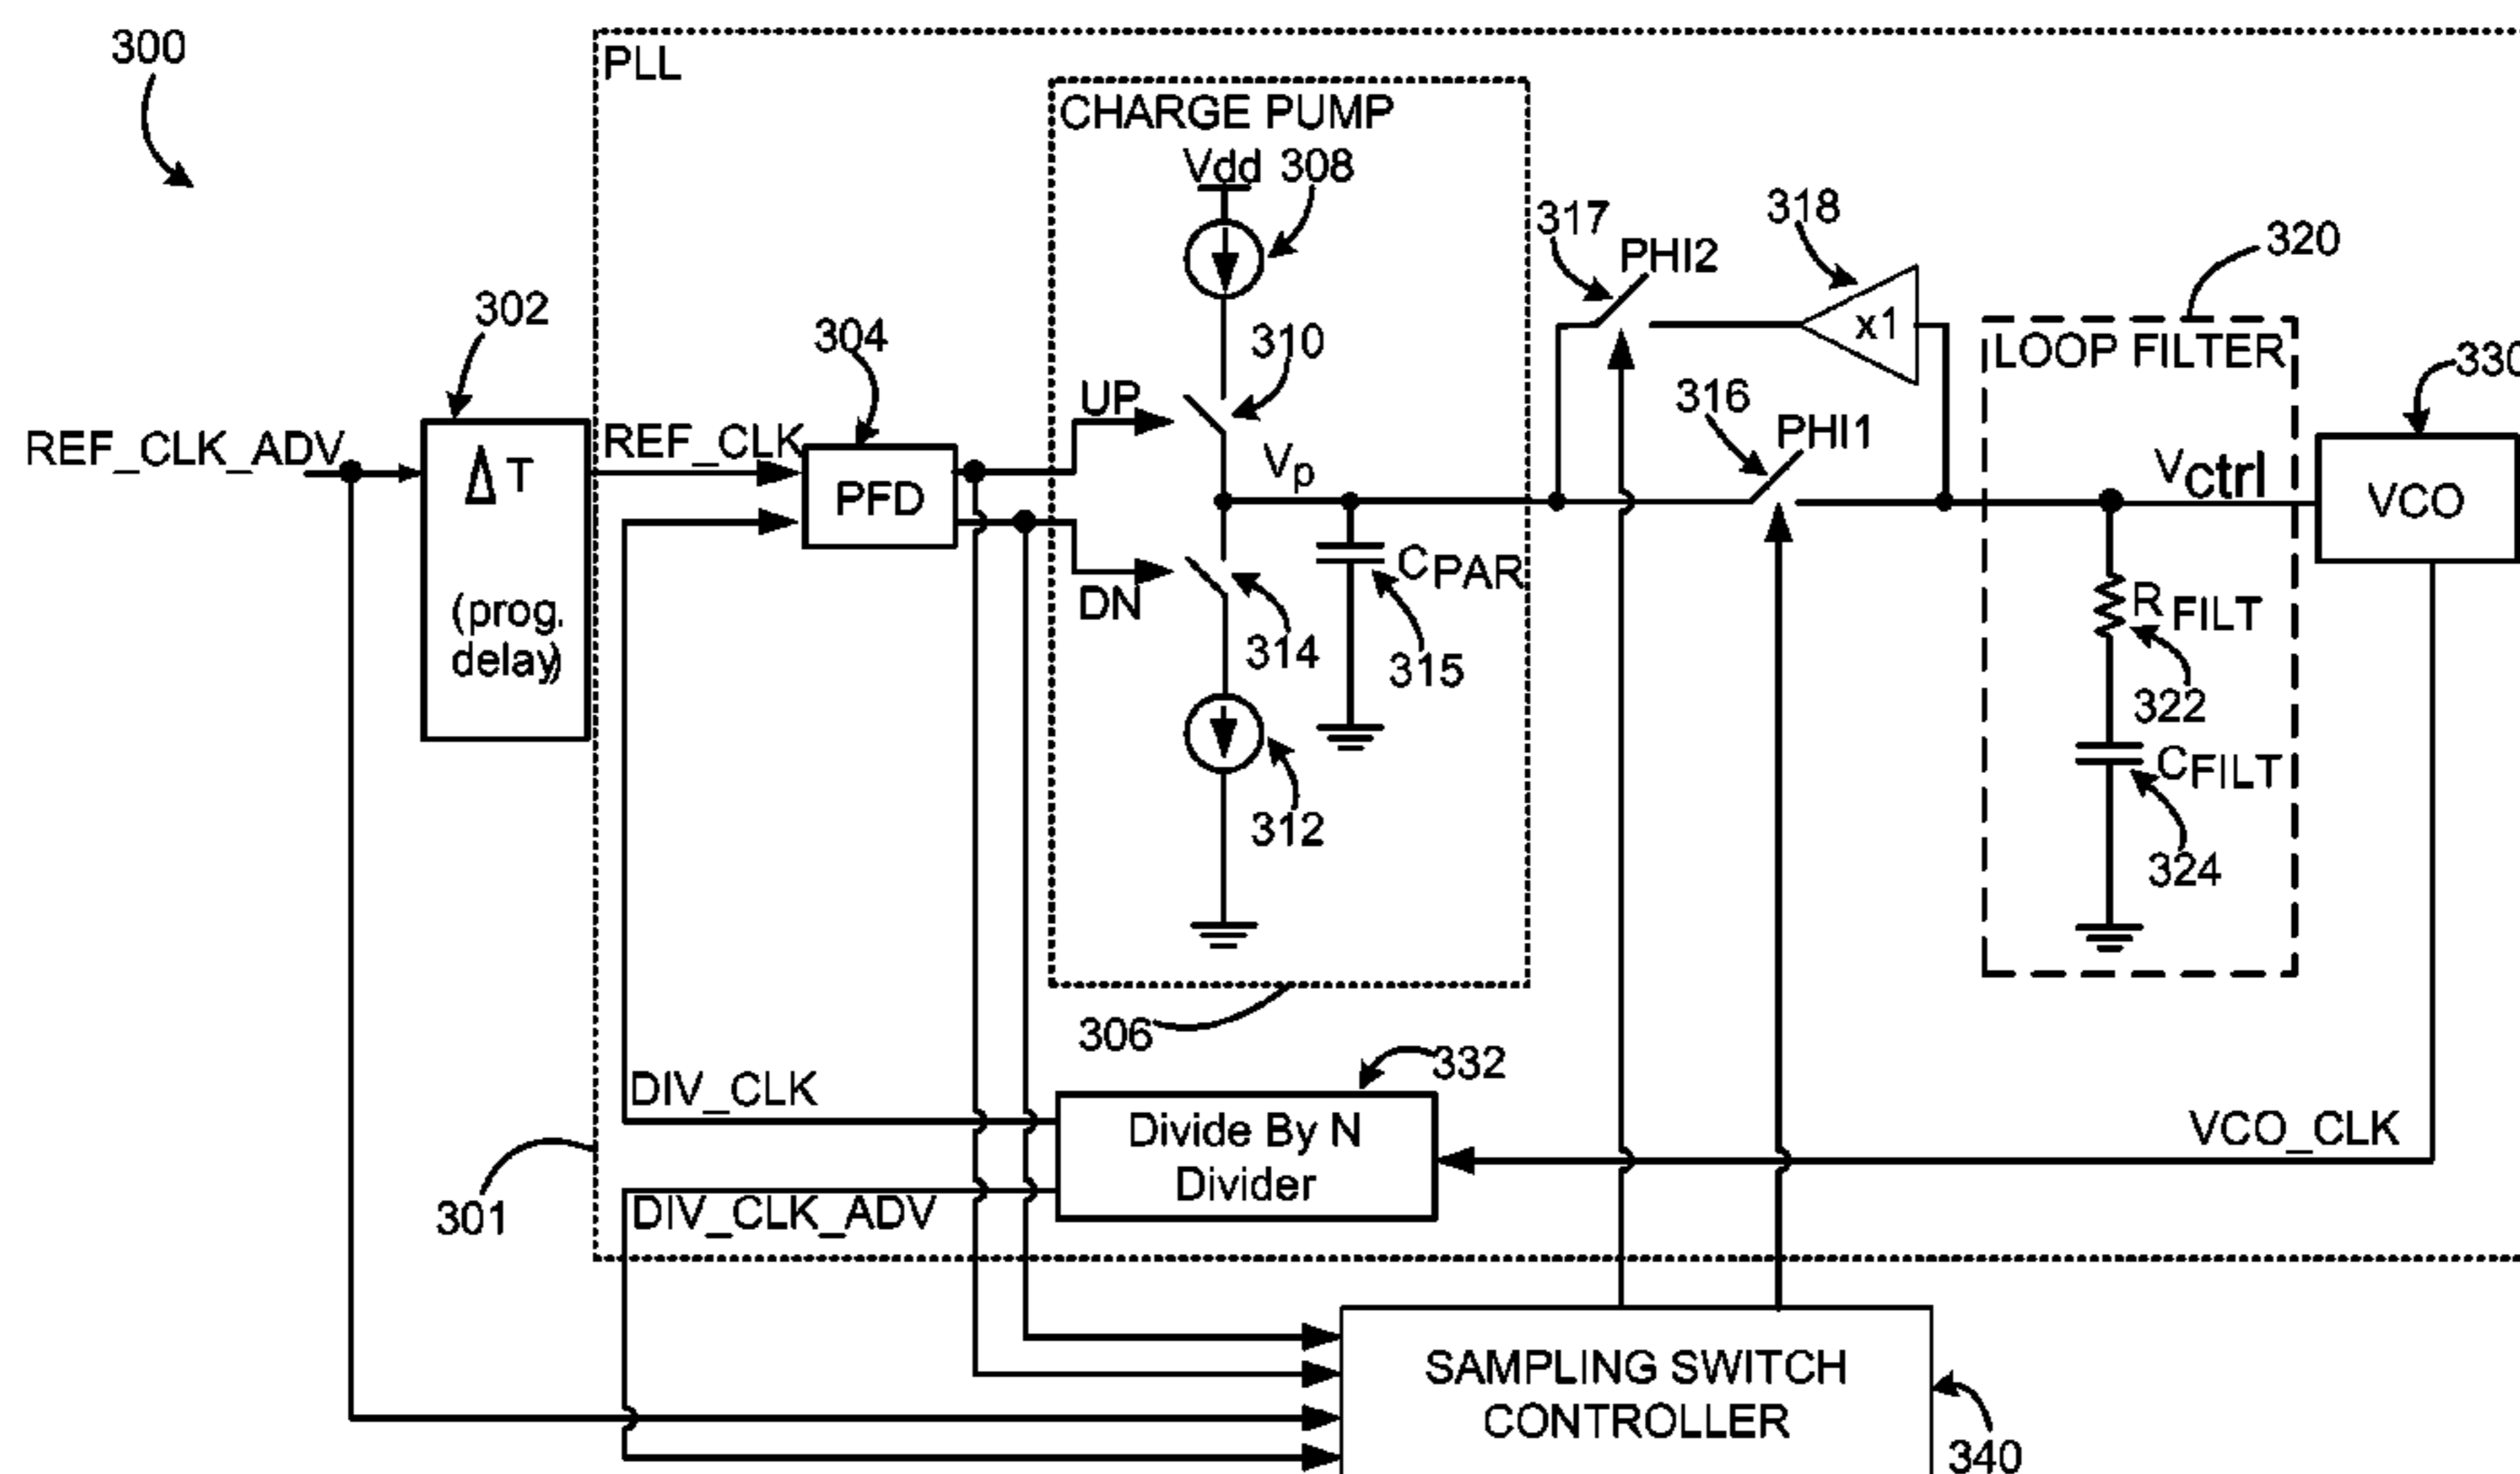 300
PLL
CHARGE PUMP
Vdd 308
317
PHI2
318
320
302
304
310
x1
LOOP FILTER
330
UP
316
PHI1
REF_CLK_ADV
REF_CLK
Vp
Vctrl
Δ T
PFD
VCO
CPAR
DN
(prog.
delay)
314
315
RFILT
322
CFILT
312
324
306
332
DIV_CLK
Divide By N
Divider
VCO_CLK
301
DIV_CLK_ADV
SAMPLING SWITCH
CONTROLLER
340